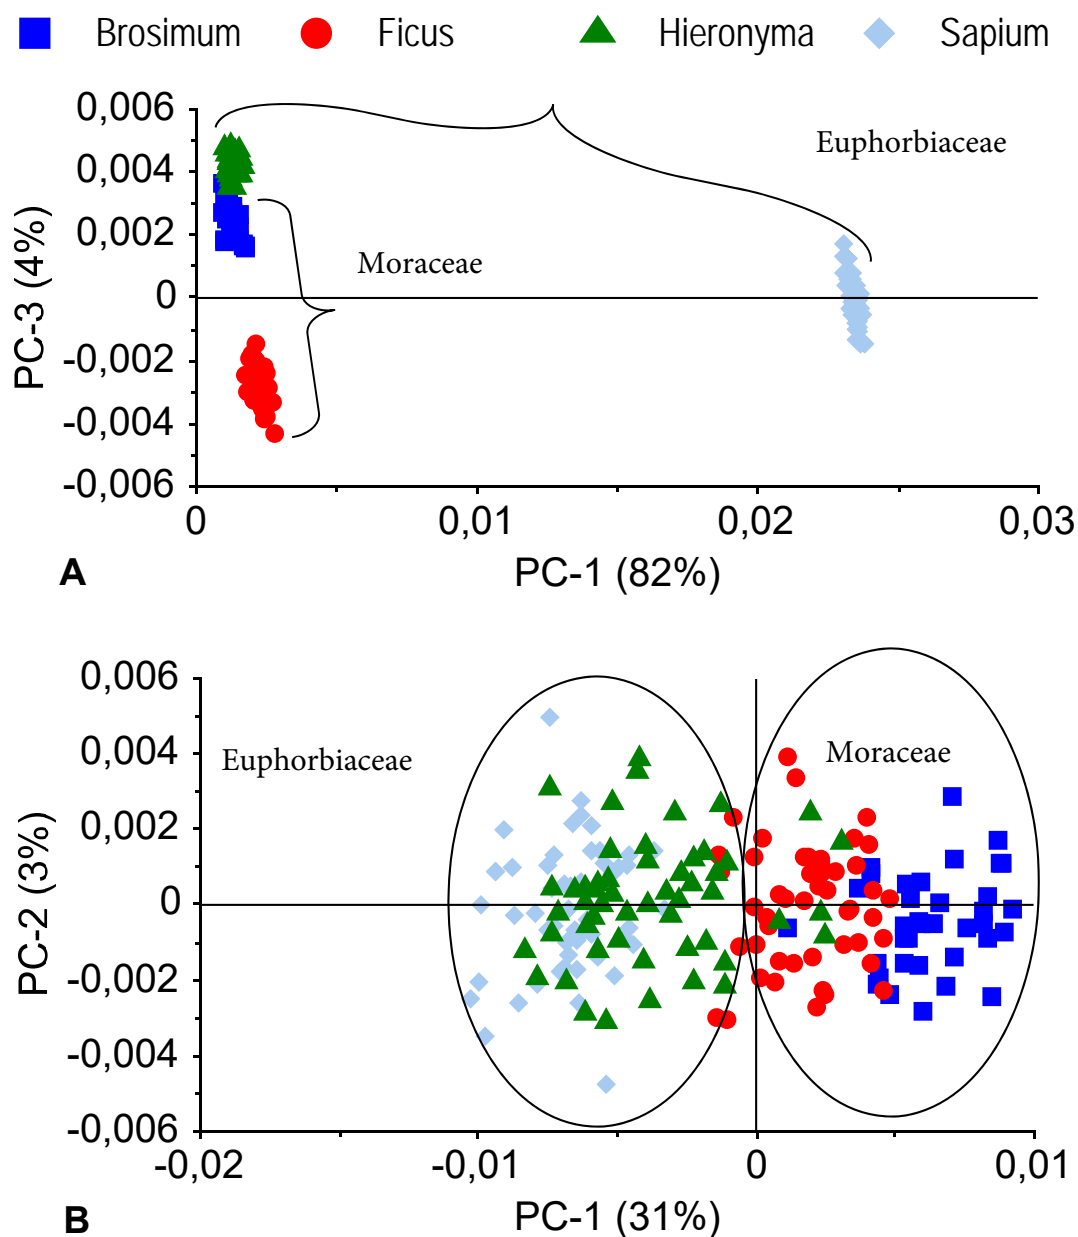 Brosimum Ficus Hieronyma Sapium
0,006
Euphorbiaceae
0,004
0,002
Moraceae
0
-0,002
-0,004
-0,006
PC-3 (4%)
0 0,01 0,02 0,03
A PC-1 (82%)
0,006
0,004
Euphorbiaceae Moraceae
0,002
0
-0,002
-0,004
-0,006
PC-2 (3%)
-0,02 -0,01 0 0,01
B PC-1 (31%)